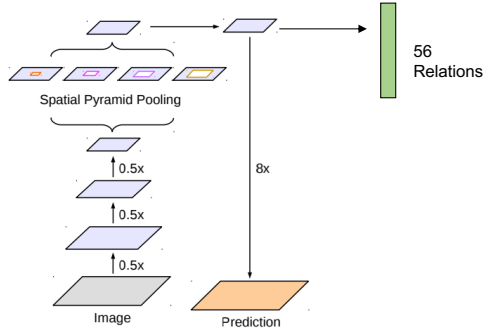 56
Relations
Spatial Pyramid Pooling
0.5x
8x
0.5x
0.5x
Image
Prediction